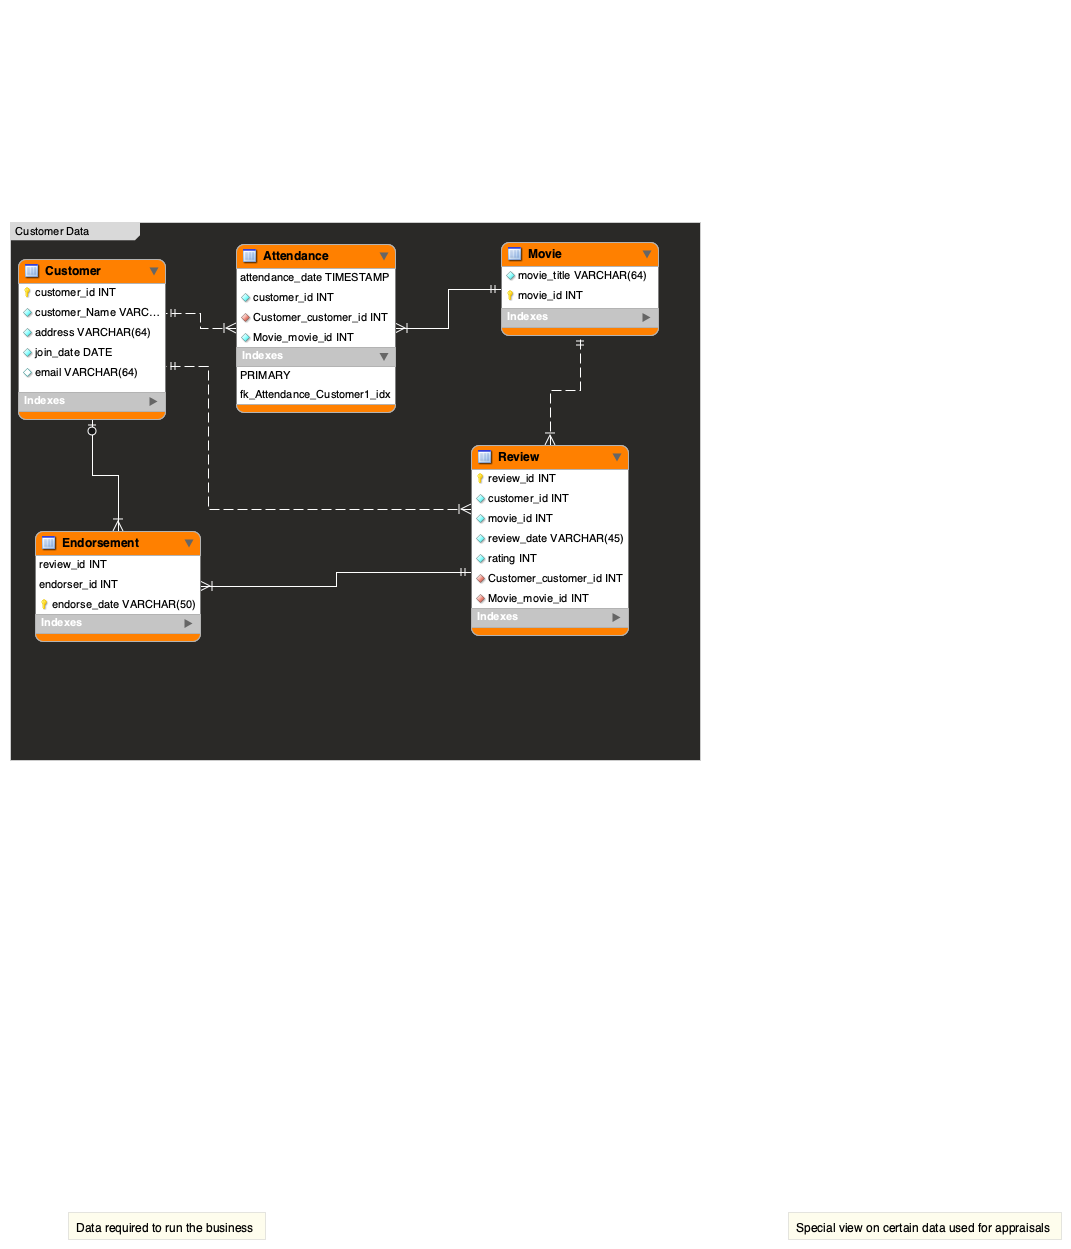 Customer Data
Customer
customer_id INT
customer_Name VARC...
address VARCHAR(64)
join_date DATE
email VARCHAR(64)
Indexes
Attendance
attendance_date TIMESTAMP
customer_id INT
Customer_customer_id INT
Movie_movie_id INT
Indexes
PRIMARY
fk_Attendance_Customer1_idx
Movie
movie_title VARCHAR(64)
movie_id INT
Indexes
Review
review_id INT
customer_id INT
movie_id INT
review_date VARCHAR(45)
rating INT
Customer_customer_id INT
Movie_movie_id INT
Indexes
Endorsement
review_id INT
endorser_id INT
endorse_date VARCHAR(50)
Indexes
Data required to run the business
Special view on certain data used for appraisals